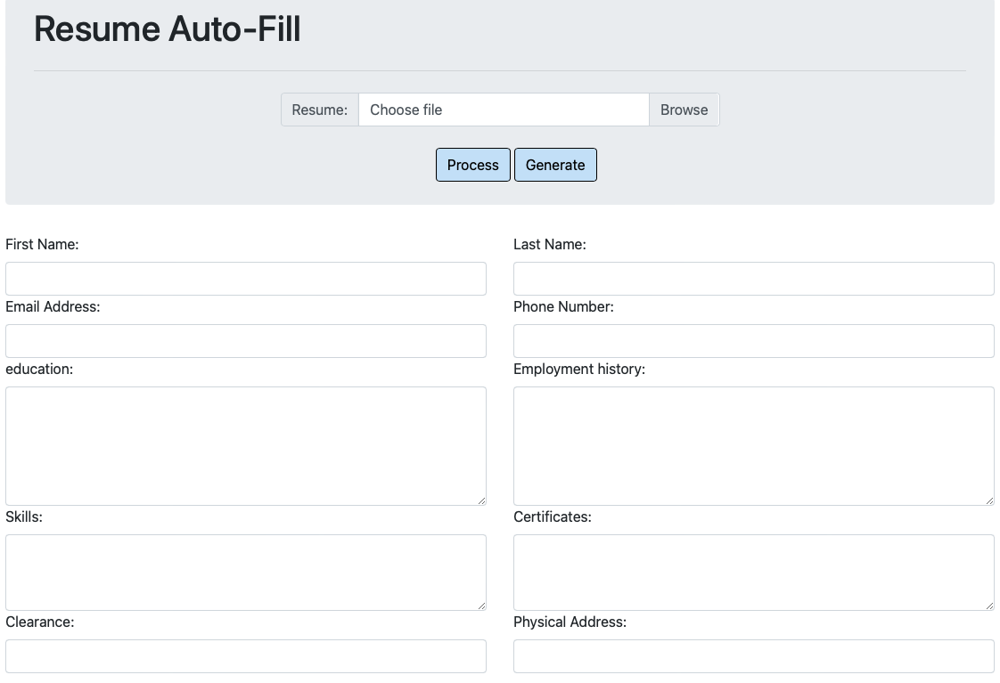 Resume Auto-Fill
Resume: Choose file Browse
Process Generate
First Name: Last Name:
Email Address: Phone Number:
education: Employment history:
Skills: Certificates:
Clearance: Physical Address: